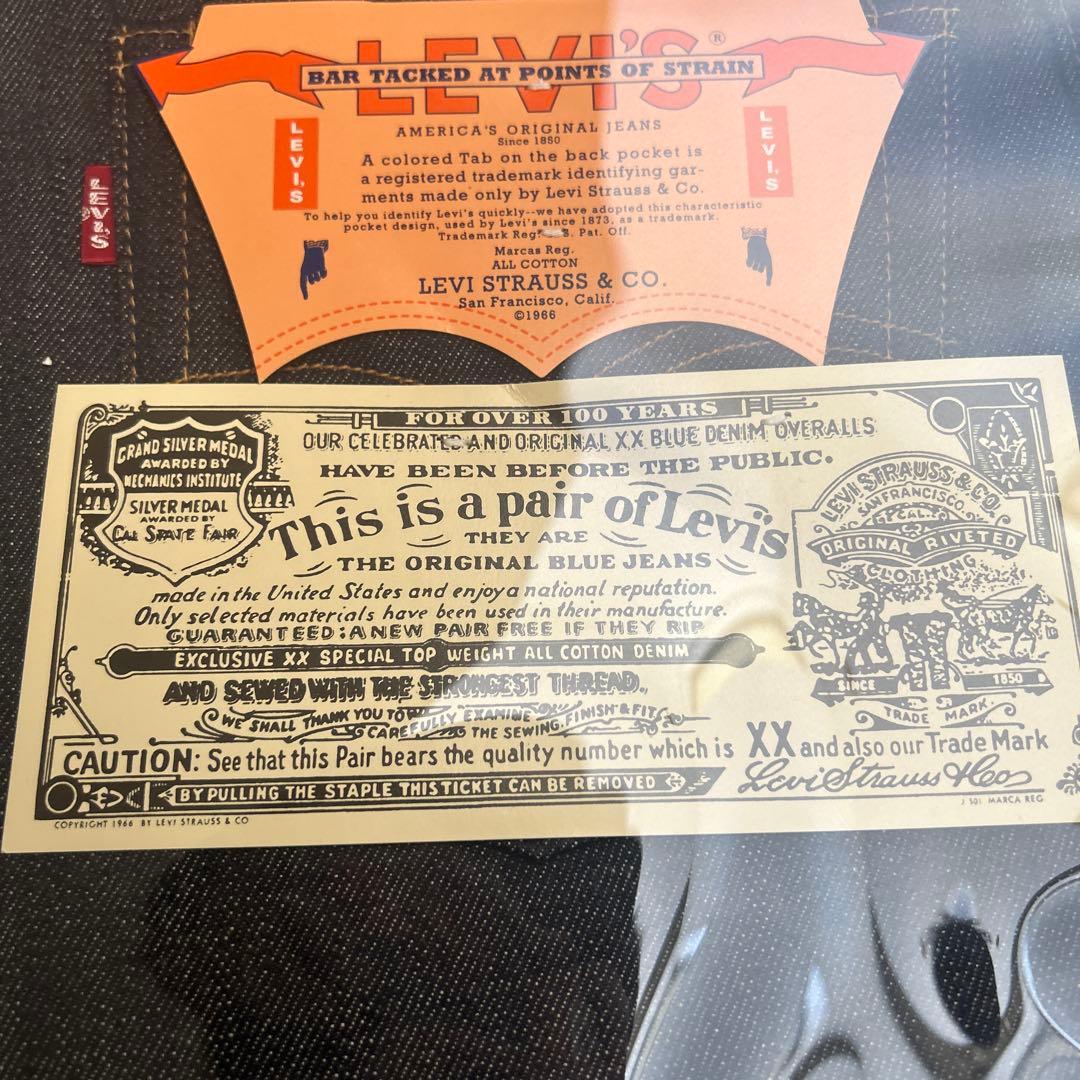 LEVI'S®
BAR TACKED AT POINTS OF STRAIN
AMERICA'S ORIGINAL JEANS
Since 1850
LEVI'S
LEVI'S
A colored Tab on the back pocket is
a registered trademark identifying gar-
ments made only by Levi Strauss & Co.
To help you identify Levi's quickly--we have adopted this characteristic
pocket design, used by Levi's since 1873, as a trademark.
Trademark Reg. S. Pat. Off.
Marcas Reg.
ALL COTTON
LEVI STRAUSS & CO.
San Francisco, Calif.
©1966
LEVI'S
FOR OVER 100 YEARS
OUR CELEBRATED AND ORIGINAL XX BLUE DENIM OVERALLS
HAVE BEEN BEFORE THE PUBLIC.
This is a pair of Levi's
THEY ARE
THE ORIGINAL BLUE JEANS
made in the United States and enjoy a national reputation.
Only selected materials have been used in their manufacture.
GUARANTEED: A NEW PAIR FREE IF THEY RIP
EXCLUSIVE XX SPECIAL TOP WEIGHT ALL COTTON DENIM
AND SEWED WITH THE STRONGEST THREAD.
WE SHALL THANK YOU TO
CAREFULLY EXAMINE
THE SEWING, FINISH & FIT
GRAND SILVER MEDAL
AWARDED BY
MECHANICS INSTITUTE
SILVER MEDAL
AWARDED BY
CAL STATE FAIR
LEVI STRAUSS & CO.
SAN FRANCISCO.
CAL.
ORIGINAL RIVETED
CLOTHING
SINCE 1850
TRADE MARK
CAUTION: See that this Pair bears the quality number which is XX and also our Trade Mark
BY PULLING THE STAPLE THIS TICKET CAN BE REMOVED
Levi Strauss & Co
COPYRIGHT 1966 BY LEVI STRAUSS & CO
J 501 MARCA REG